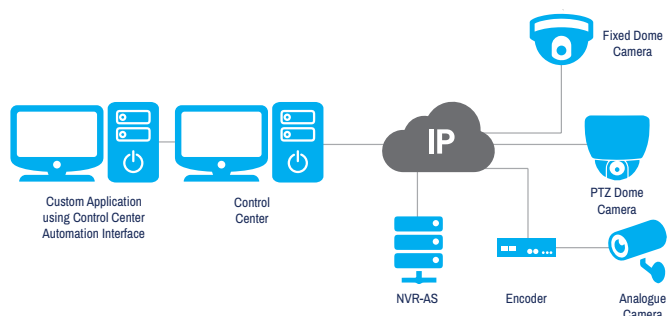 Fixed Dome
Camera
IP
PTZ Dome
Camera
Custom Application
using Control Center
Automation Interface
Control
Center
NVR-AS
Encoder
Analogue
Camera